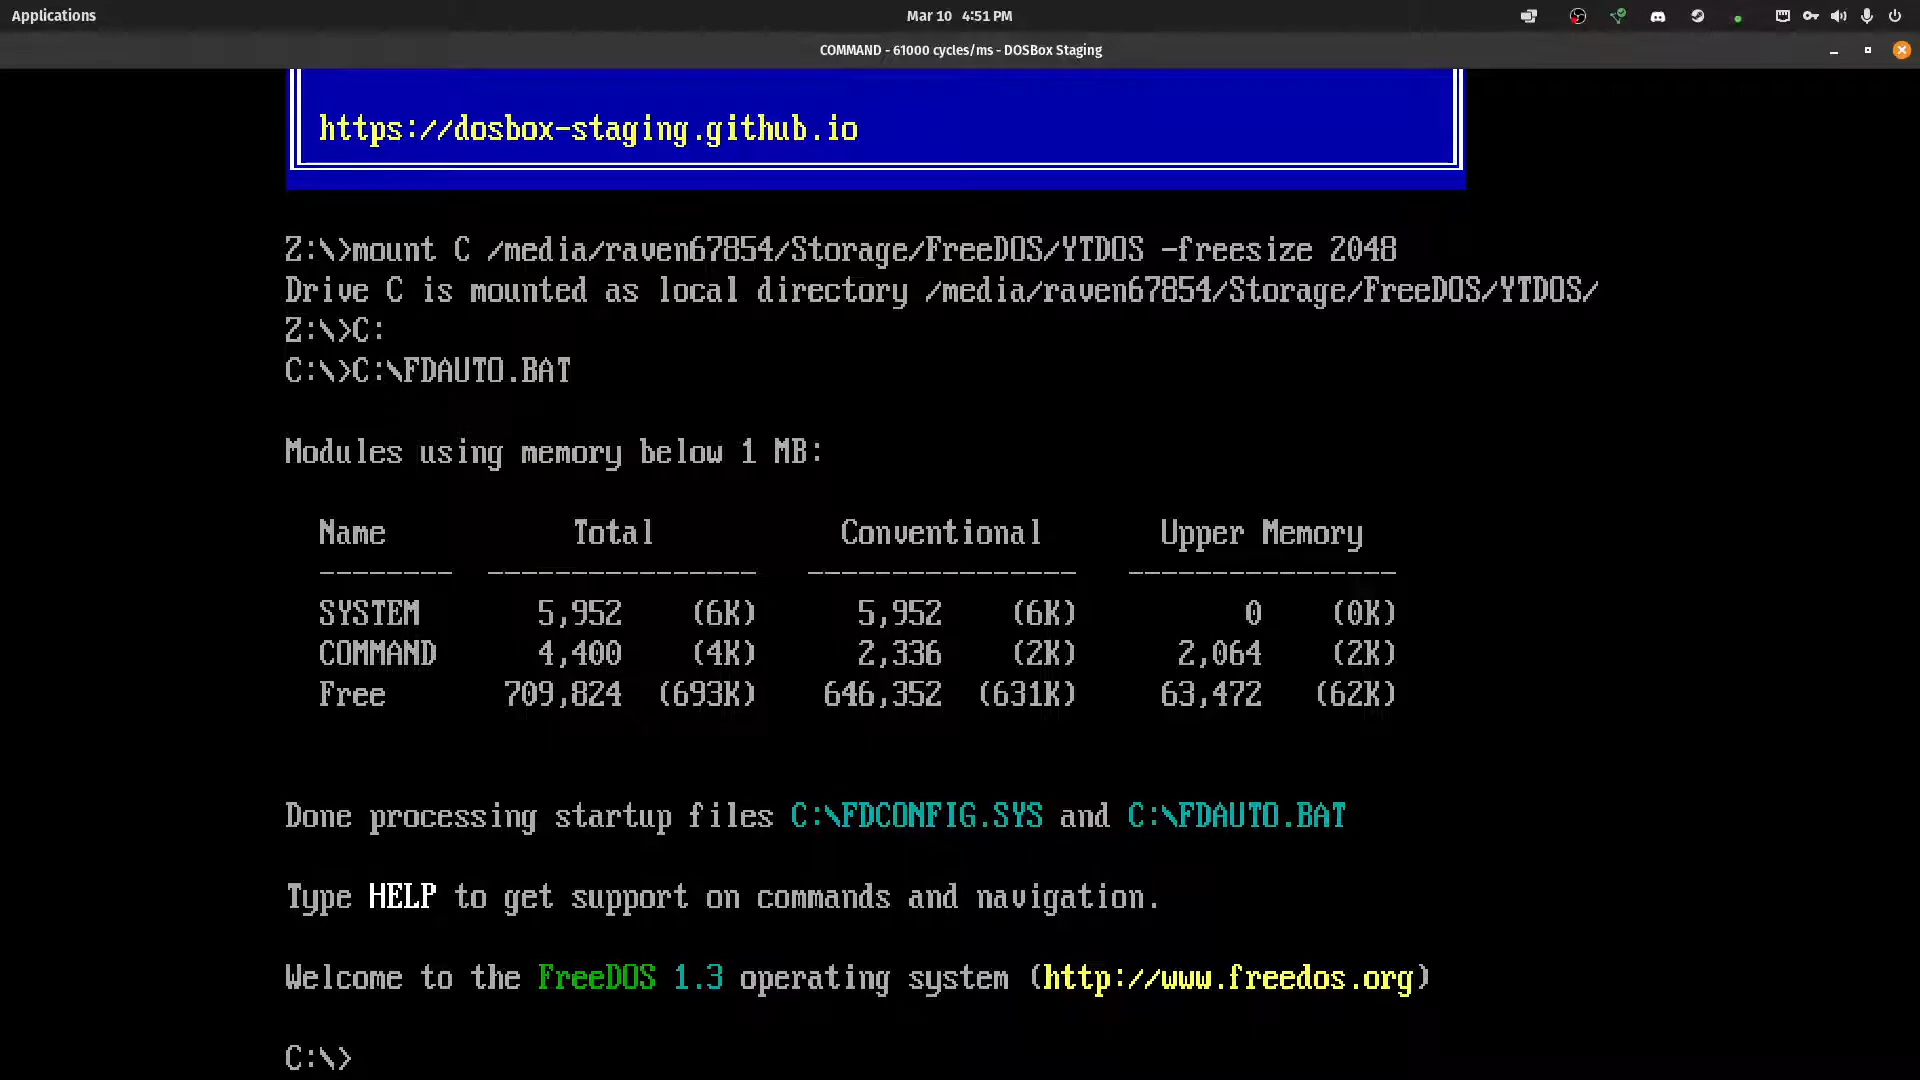 Applications
Mar 10 4:51 PM
COMMAND - 61000 cycles/ms - DOSBox Staging
https://dosbox-staging.github.io
Z:\>mount C /media/raven67854/Storage/FreeDOS/YTDOS -freesize 2048
Drive C is mounted as local directory /media/raven67854/Storage/FreeDOS/YTDOS/
Z:\>C:
C:\>C:\FDAUTO.BAT
Modules using memory below 1 MB:
Name Total Conventional Upper Memory
-------- ---------------- ---------------- ----------------
SYSTEM 5,952 (6K) 5,952 (6K) 0 (0K)
COMMAND 4,400 (4K) 2,336 (2K) 2,064 (2K)
Free 709,824 (693K) 646,352 (631K) 63,472 (62K)
Done processing startup files C:\FDCONFIG.SYS and C:\FDAUTO.BAT
Type HELP to get support on commands and navigation.
Welcome to the FreeDOS 1.3 operating system (http://www.freedos.org)
C:\>